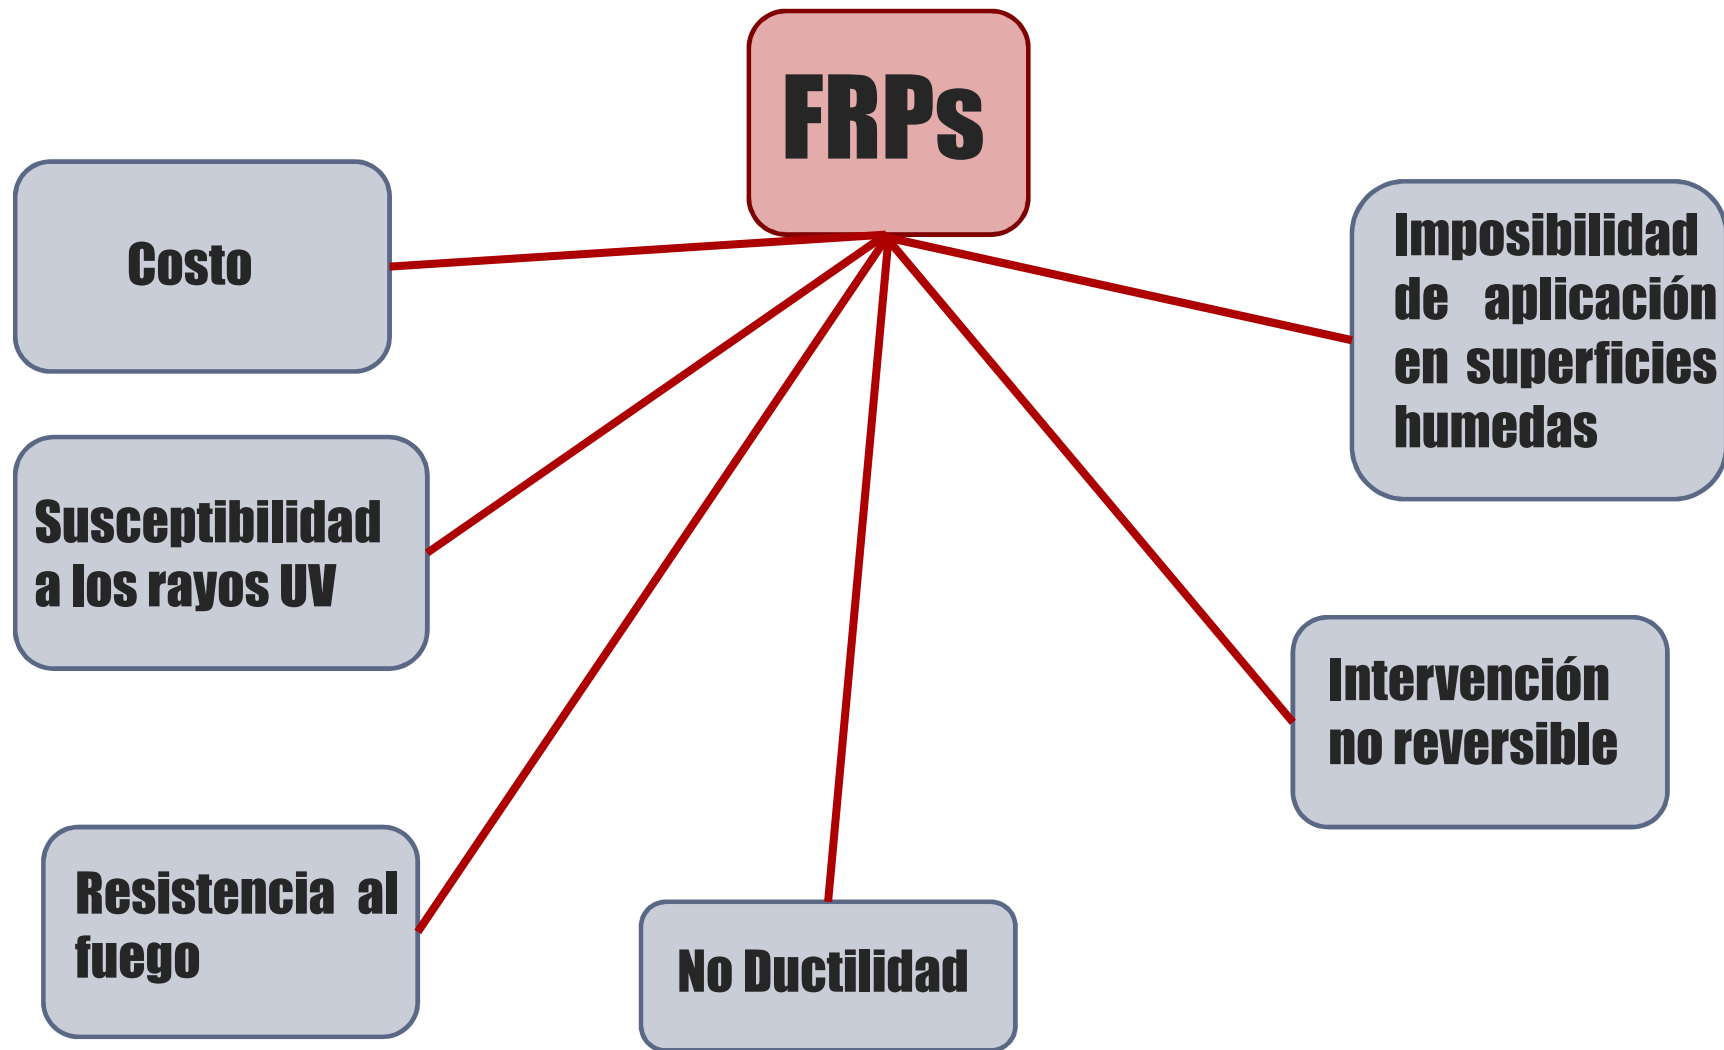 FRPs
Costo
Imposibilidad
de aplicación
en superficies
humedas
Susceptibilidad
a los rayos UV
Intervención
no reversible
Resistencia al
fuego
No Ductilidad